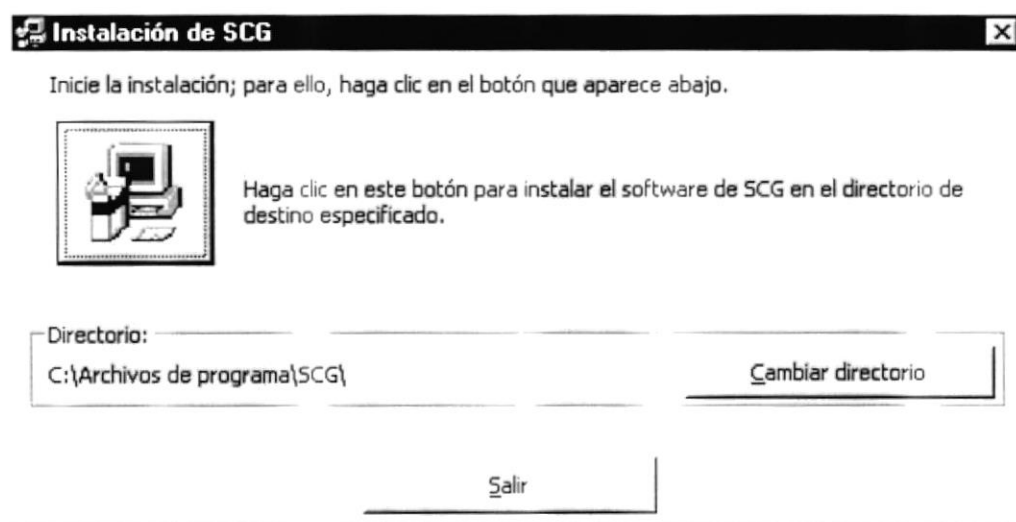 Instalación de SCG
Inicie la instalación; para ello, haga clic en el botón que aparece abajo.
Haga clic en este botón para instalar el software de SCG en el directorio de
destino especificado.
Directorio:
C:\Archivos de programa\SCG\
Cambiar directorio
Salir